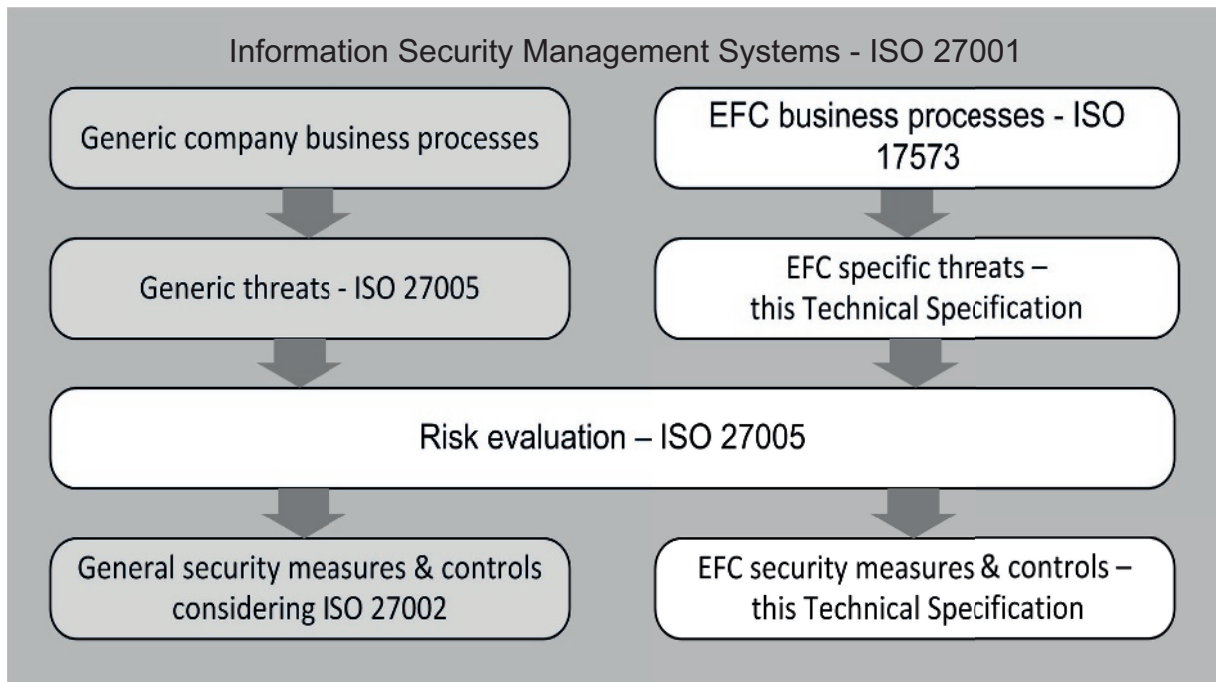 Information Security Management Systems - ISO 27001
Generic company business processes
EFC business processes - ISO
17573
Generic threats - ISO 27005
EFC specific threats –
this Technical Specification
Risk evaluation – ISO 27005
General security measures & controls
considering ISO 27002
EFC security measures & controls –
this Technical Specification